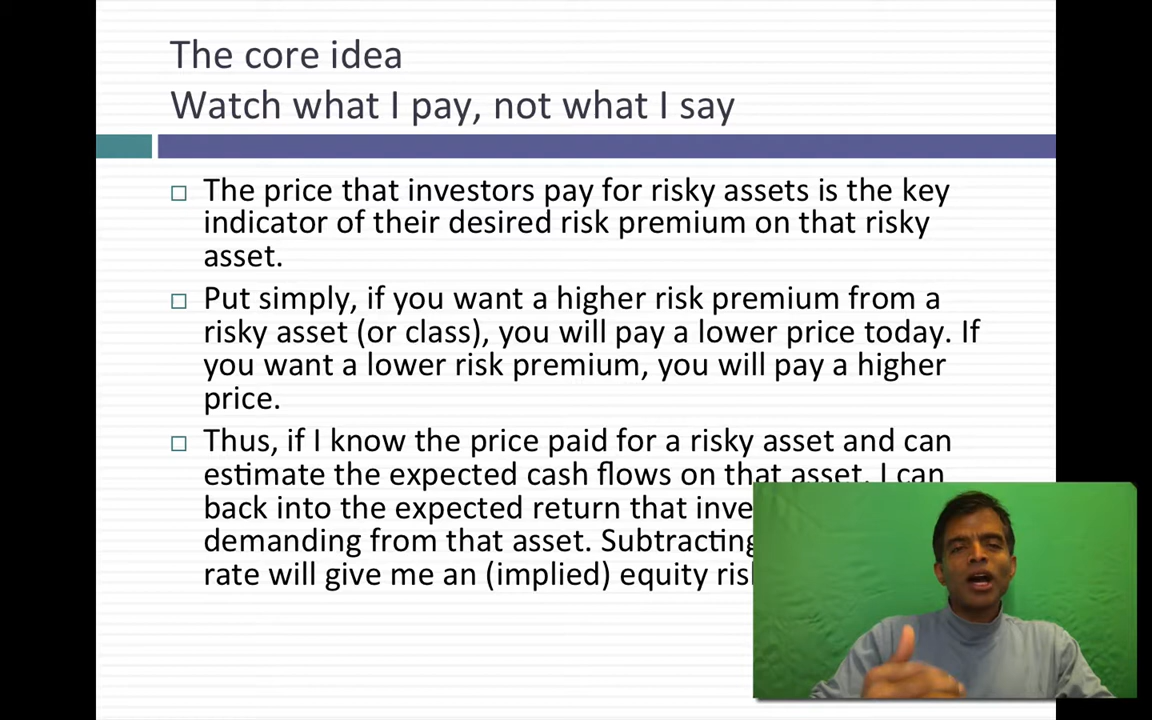 The core idea
Watch what I pay, not what I say
The price that investors pay for risky assets is the key
indicator of their desired risk premium on that risky
asset.
Put simply, if you want a higher risk premium from a
risky asset (or class), you will pay a lower price today. If
you want a lower risk premium, you will pay a higher
price.
Thus, if I know the price paid for a risky asset and can
estimate the expected cash flows on that asset, I can
back into the expected return that
demanding from that asset. Subtracting
rate will give me an (implied) equity